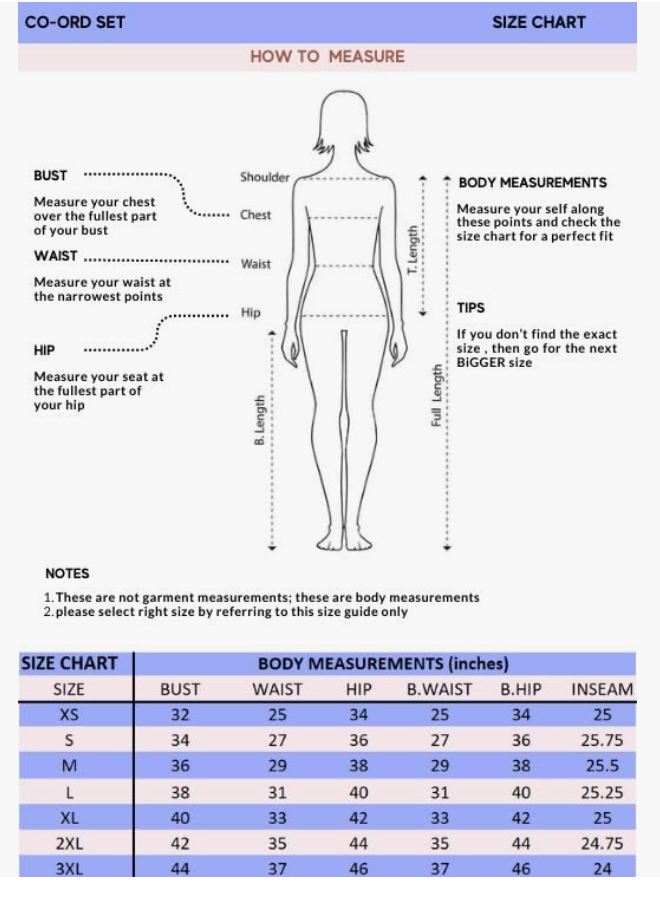 CO-ORD SET
SIZE CHART
HOW TO MEASURE
BUST
Measure your chest
over the fullest part
of your bust
WAIST
Measure your waist at
the narrowest points
HIP
Measure your seat at
the fullest part of
your hip
Shoulder
Chest
Waist
Hip
B. Length
T. Length
Full Length
BODY MEASUREMENTS
Measure your self along
these points and check the
size chart for a perfect fit
TIPS
If you don't find the exact
size , then go for the next
BiGGER size
NOTES
1. These are not garment measurements; these are body measurements
2. please select right size by referring to this size guide only
SIZE CHART BODY MEASUREMENTS (inches)
SIZE BUST WAIST HIP B.WAIST B.HIP INSEAM
XS 32 25 34 25 34 25
S 34 27 36 27 36 25.75
M 36 29 38 29 38 25.5
L 38 31 40 31 40 25.25
XL 40 33 42 33 42 25
2XL 42 35 44 35 44 24.75
3XL 44 37 46 37 46 24